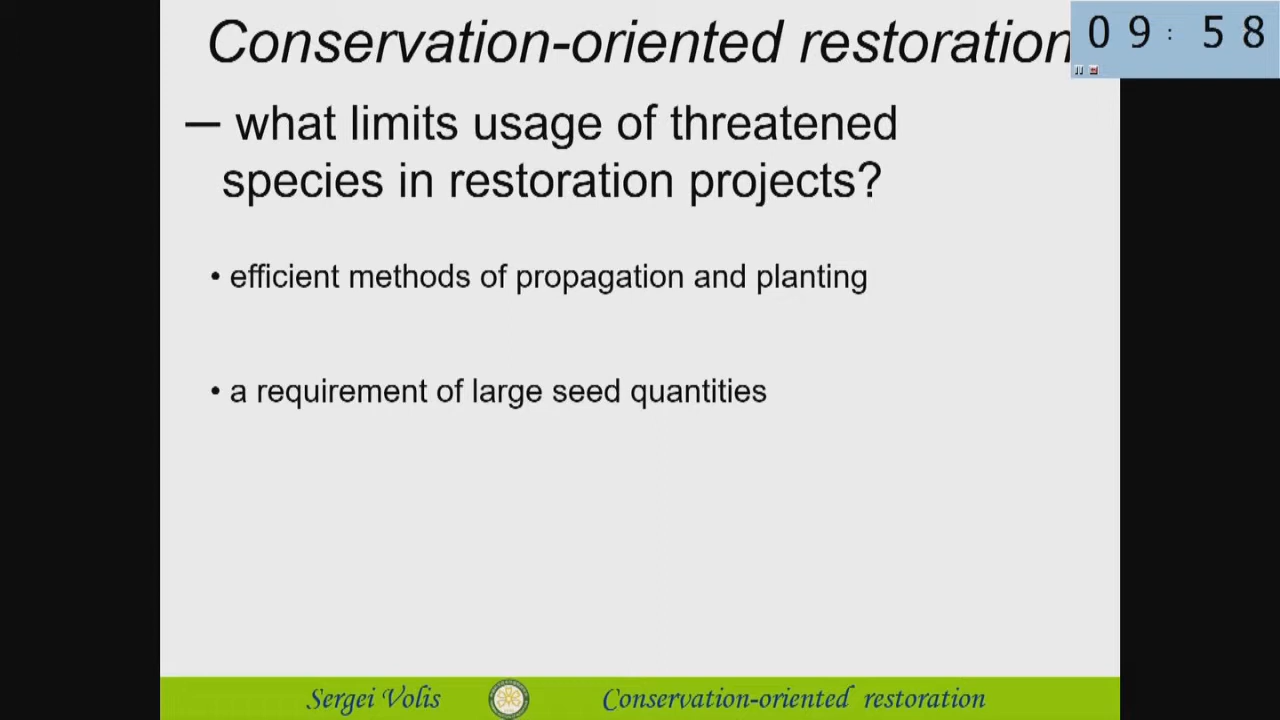 Conservation-oriented restoration
09: 58
— what limits usage of threatened
species in restoration projects?
• efficient methods of propagation and planting
• a requirement of large seed quantities
Sergei Volis
Conservation-oriented restoration